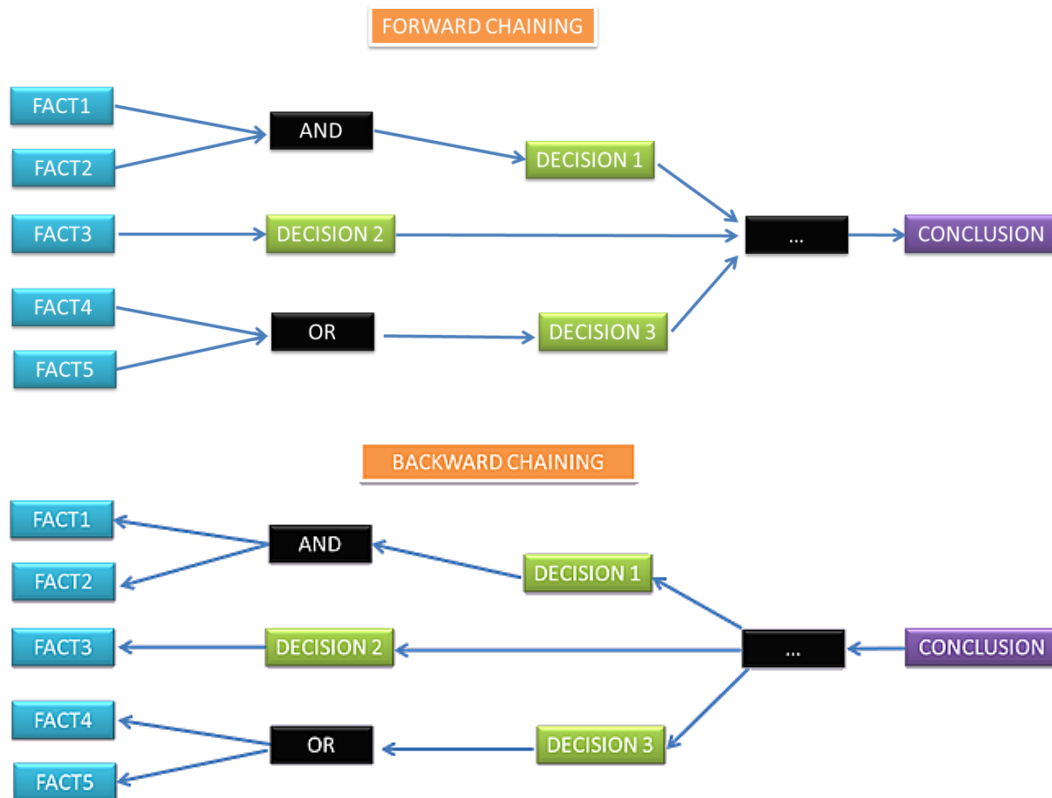 FORWARD CHAINING
FACT1
AND
FACT2
DECISION 1
FACT3
DECISION 2
...
CONCLUSION
FACT4
OR
DECISION 3
FACT5
BACKWARD CHAINING
FACT1
AND
FACT2
DECISION 1
FACT3
DECISION 2
...
CONCLUSION
FACT4
OR
DECISION 3
FACT5